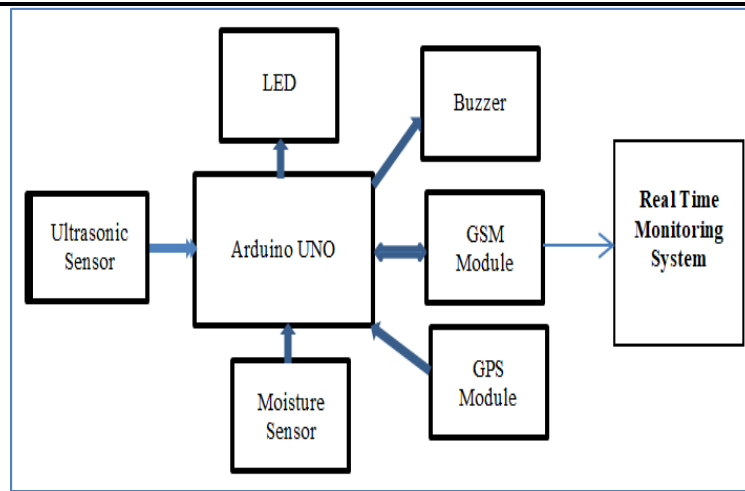 LED
Buzzer
Ultrasonic
Sensor
Arduino UNO
GSM
Module
Real Time
Monitoring
System
Moisture
Sensor
GPS
Module